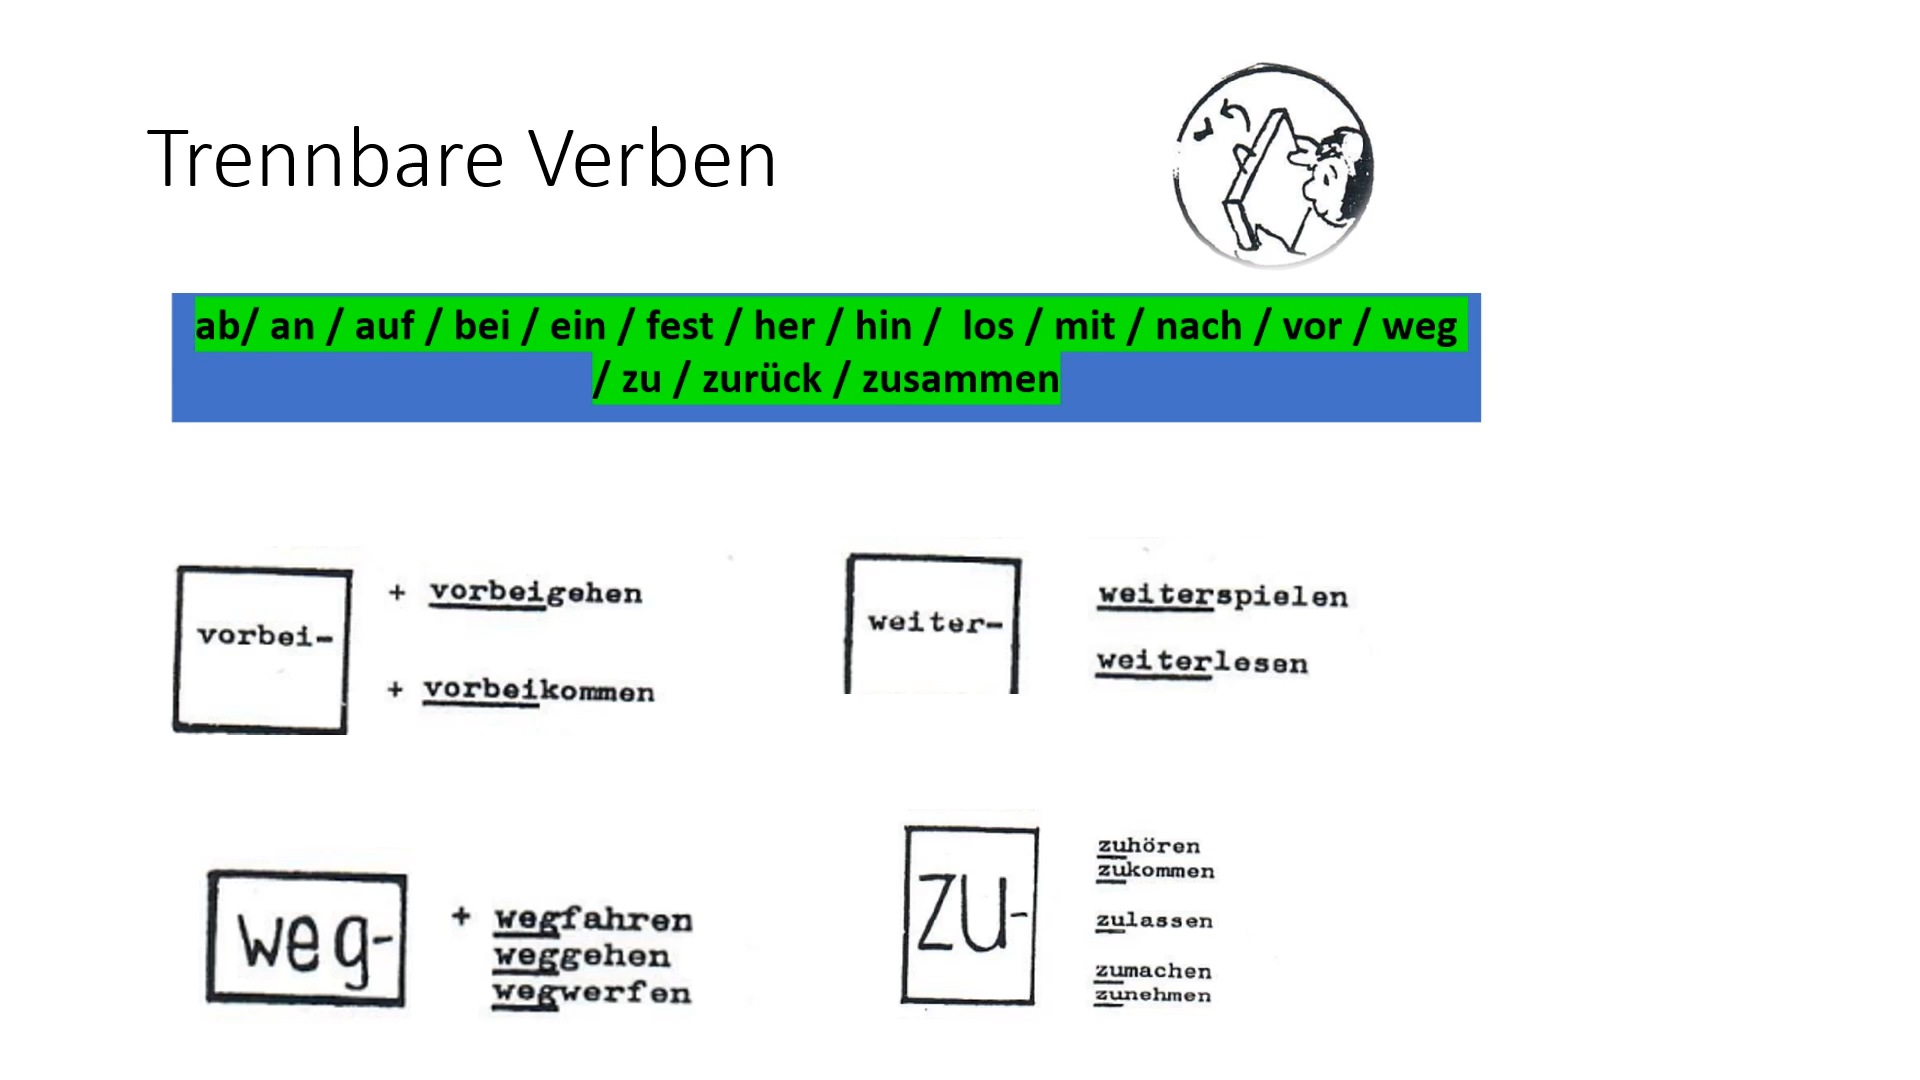 Trennbare Verben
ab/ an / auf / bei / ein / fest / her / hin /  los / mit / nach / vor / weg
/ zu / zurück / zusammen
vorbei-
+ vorbeigehen
+ vorbeikommen
weiter-
weiterspielen
weiterlesen
weg-
+ wegfahren
weggehen
wegwerfen
zu-
zuhören
zukommen
zulassen
zumachen
zunehmen